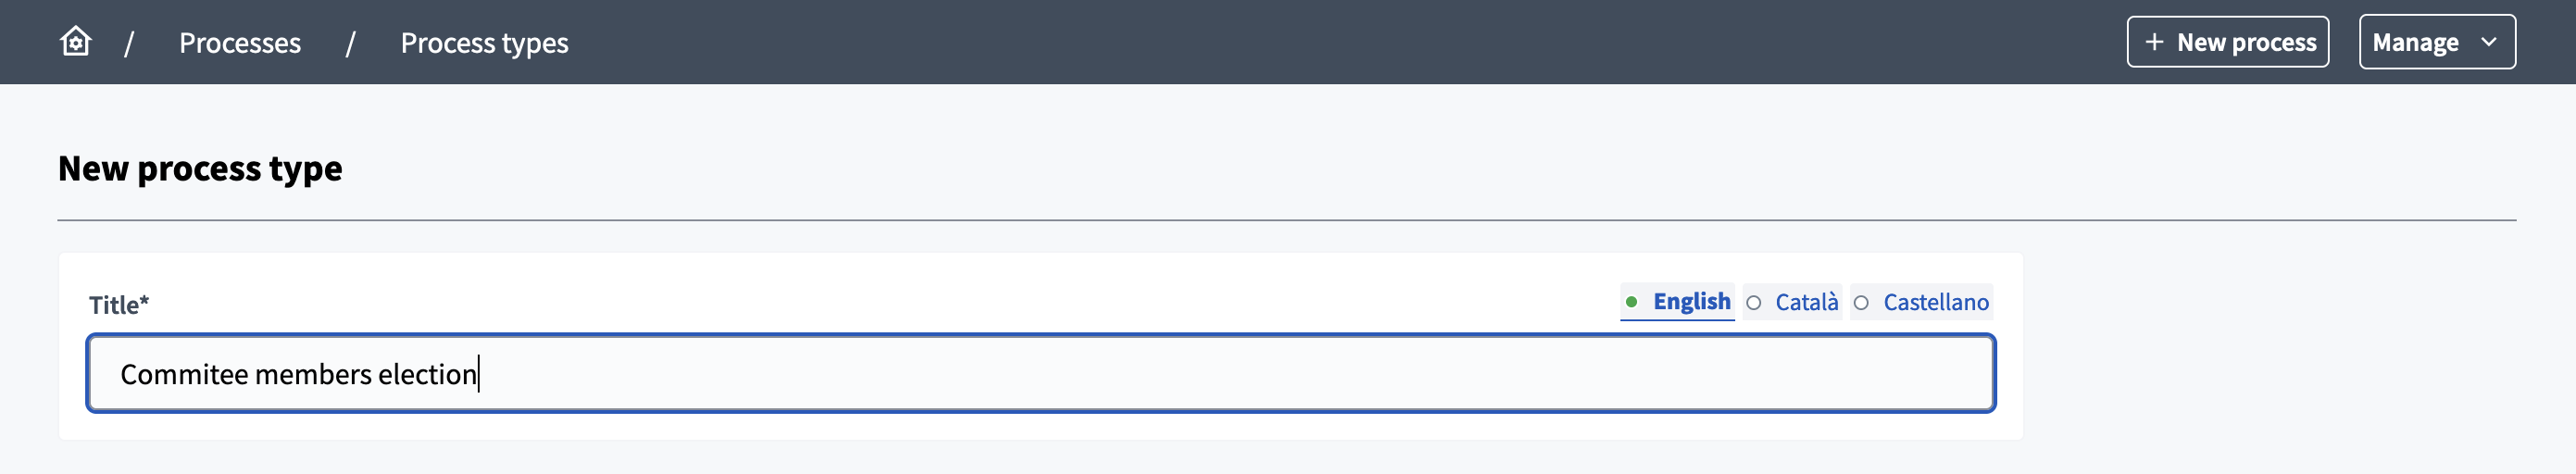 / Processes / Process types + New process Manage
New process type
Title* English Català Castellano
Commitee members election